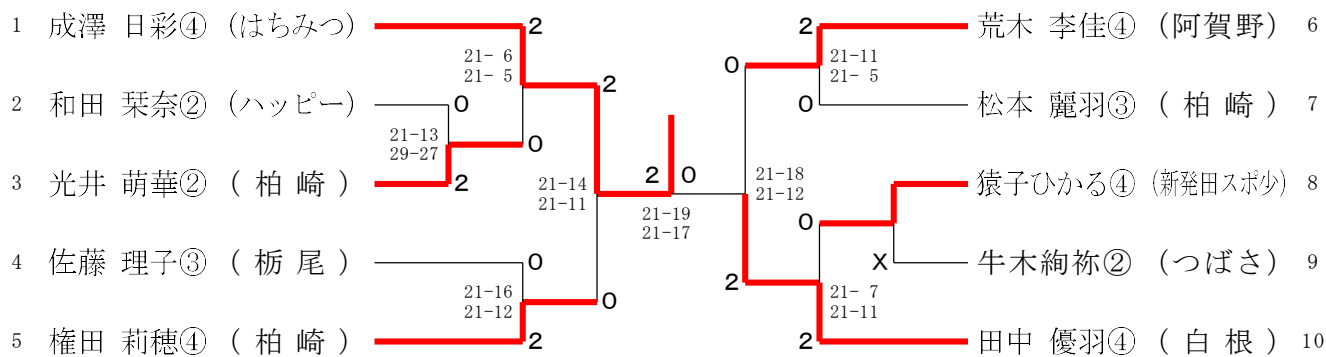 1 成澤 日彩④ (はちみつ) 2
21- 6
21- 5
2
2 和田 栞奈② (ハッピー) 0
21-13
29-27
0
3 光井 萌華② ( 柏 崎 ) 2
21-14
21-11
4 佐藤 理子③ ( 栃 尾 ) 0
21-16
21-12
0
5 権田 莉穂④ ( 柏 崎 ) 2
2 0
21-19
21-17
2 荒木 李佳④ (阿賀野) 6
0
21-11
21- 5
0 松本 麗羽③ ( 柏 崎 ) 7
21-18
21-12
猿子ひかる④ (新発田スポ少) 8
0
X 牛木絢祢② (つばさ) 9
2
21- 7
21-11
2 田中 優羽④ ( 白 根 ) 10